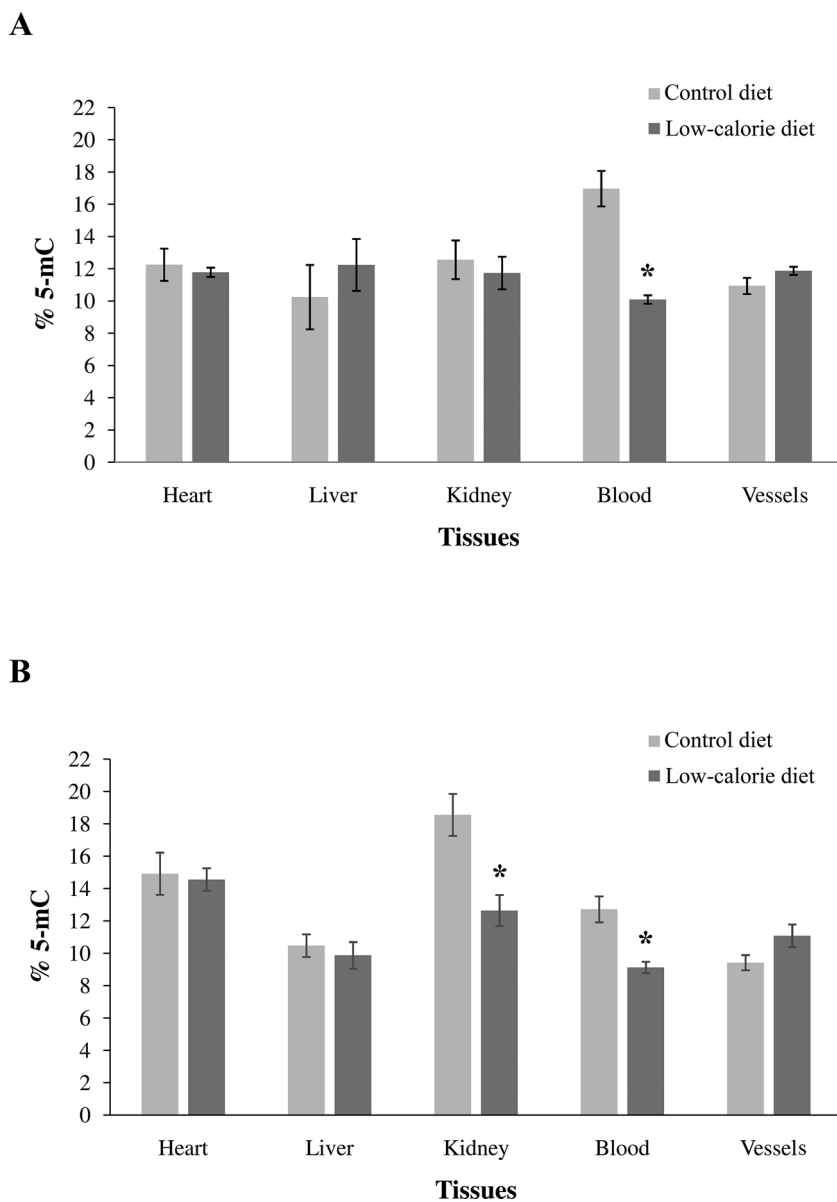 A
Control diet
Low-calorie diet
22
20
18
16
14
12
10
8
6
4
2
0
% 5-mC
*
Heart Liver Kidney Blood Vessels
Tissues
B
Control diet
Low-calorie diet
22
20
18
16
14
12
10
8
6
4
2
0
% 5-mC
*
*
Heart Liver Kidney Blood Vessels
Tissues